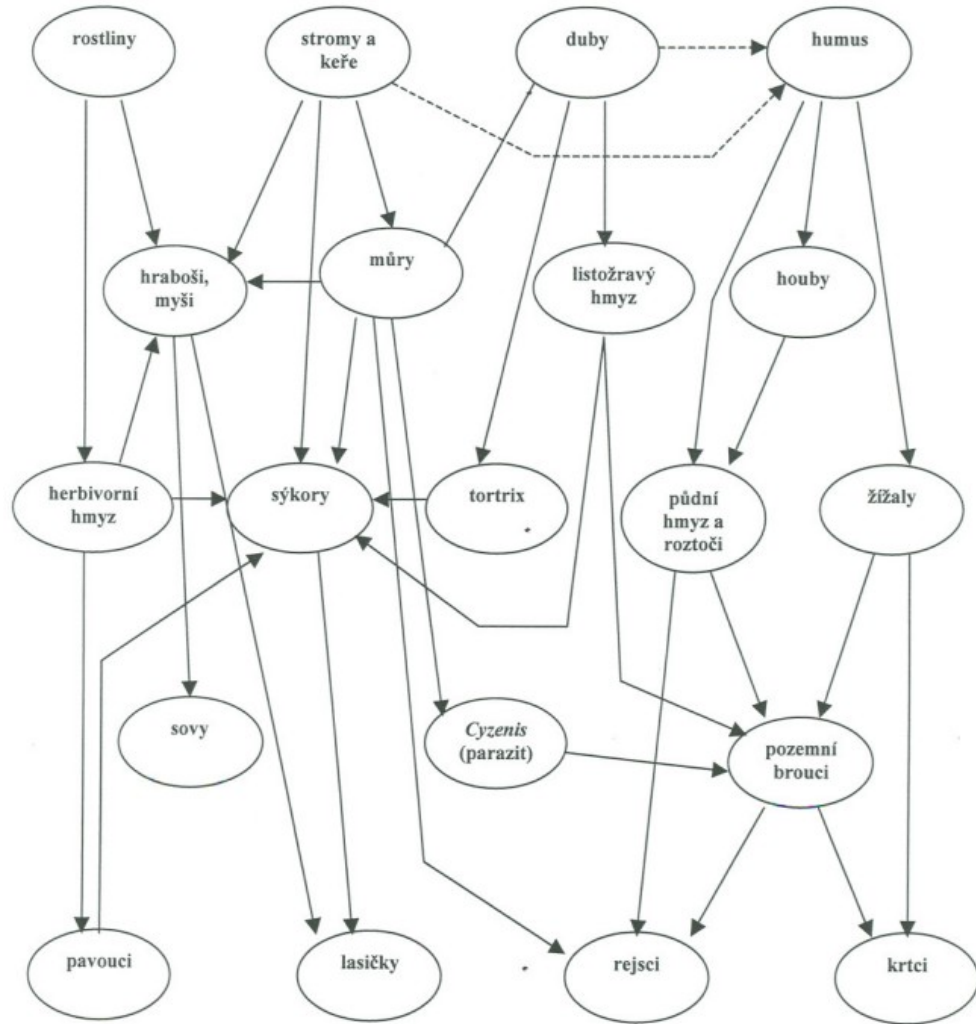 rostliny
stromy a
keře
duby
humus
hraboši,
myši
můry
listožravý
hmyz
houby
herbivorní
hmyz
sýkory
tortrix
půdní
hmyz a
roztoči
žížaly
sovy
Cyzenis
(parazit)
pozemní
brouci
pavouci
lasičky
rejsci
krtci